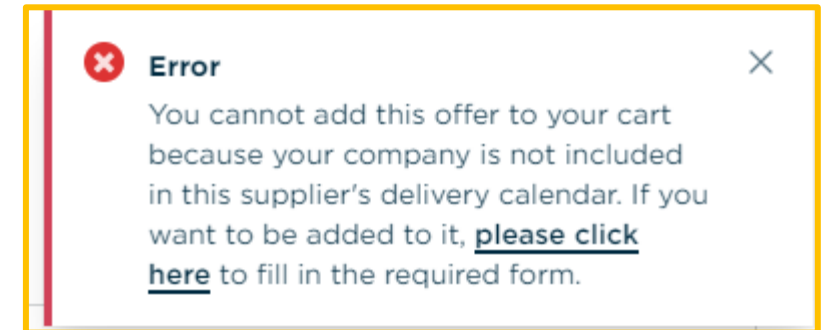 Error
You cannot add this offer to your cart
because your company is not included
in this supplier's delivery calendar. If you
want to be added to it, please click
here to fill in the required form.